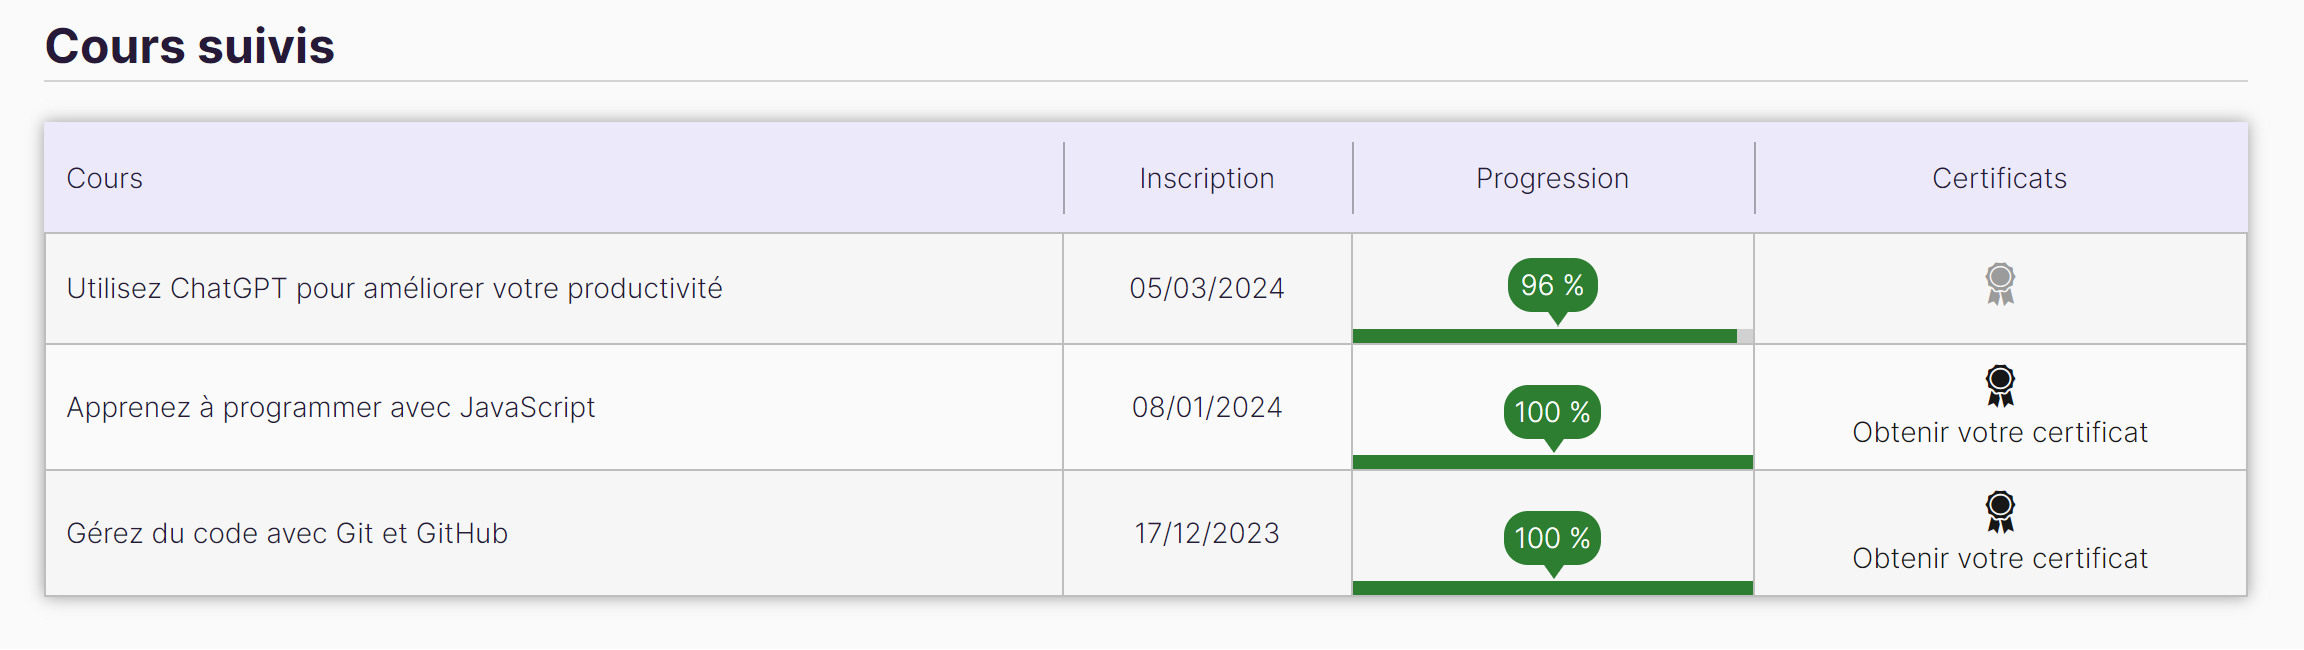 Cours suivis
Cours Inscription Progression Certificats
Utilisez ChatGPT pour améliorer votre productivité 05/03/2024 96 %
Apprenez à programmer avec JavaScript 08/01/2024 100 % Obtenir votre certificat
Gérez du code avec Git et GitHub 17/12/2023 100 % Obtenir votre certificat